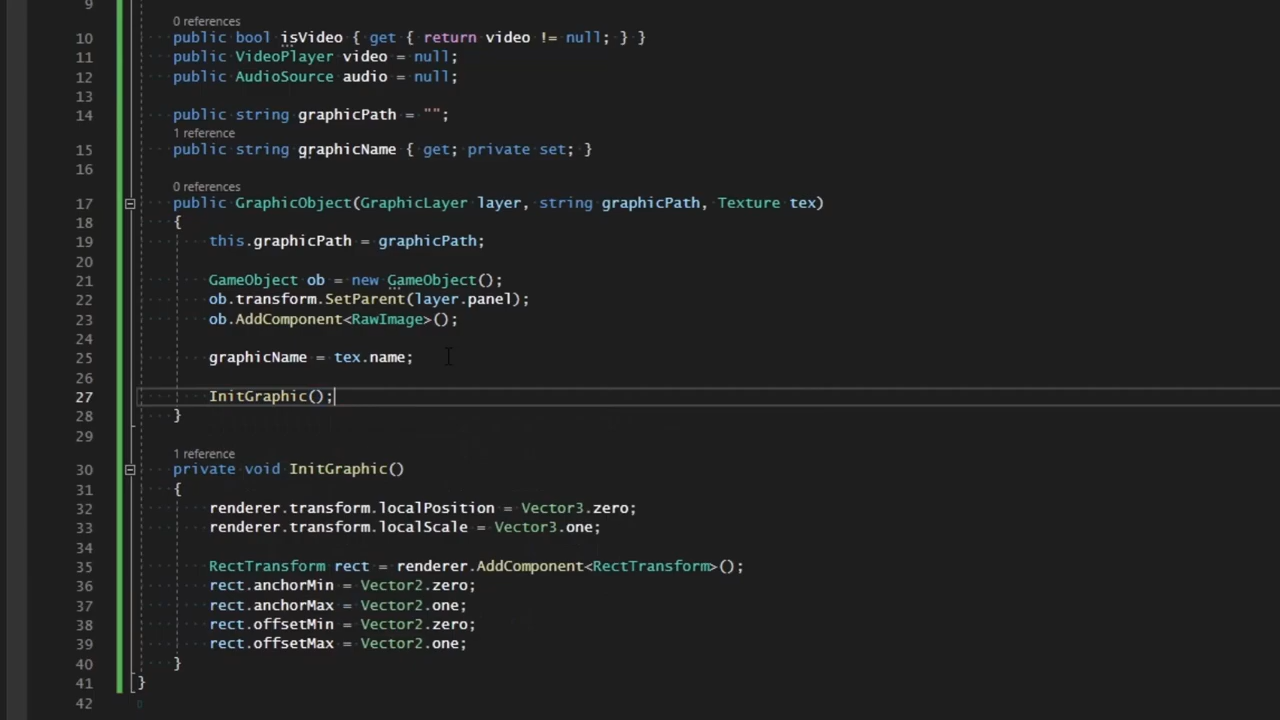 9
0 references
10 public bool isVideo { get { return video != null; } }
11 public VideoPlayer video = null;
12 public AudioSource audio = null;
13
14 public string graphicPath = "";
1 reference
15 public string graphicName { get; private set; }
16
0 references
17 public GraphicObject(GraphicLayer layer, string graphicPath, Texture tex)
18 {
19 this.graphicPath = graphicPath;
20
21 GameObject ob = new GameObject();
22 ob.transform.SetParent(layer.panel);
23 ob.AddComponent<RawImage>();
24
25 graphicName = tex.name;
26
27 InitGraphic();
28 }
29
1 reference
30 private void InitGraphic()
31 {
32 renderer.transform.localPosition = Vector3.zero;
33 renderer.transform.localScale = Vector3.one;
34
35 RectTransform rect = renderer.AddComponent<RectTransform>();
36 rect.anchorMin = Vector2.zero;
37 rect.anchorMax = Vector2.one;
38 rect.offsetMin = Vector2.zero;
39 rect.offsetMax = Vector2.one;
40 }
41 }
42